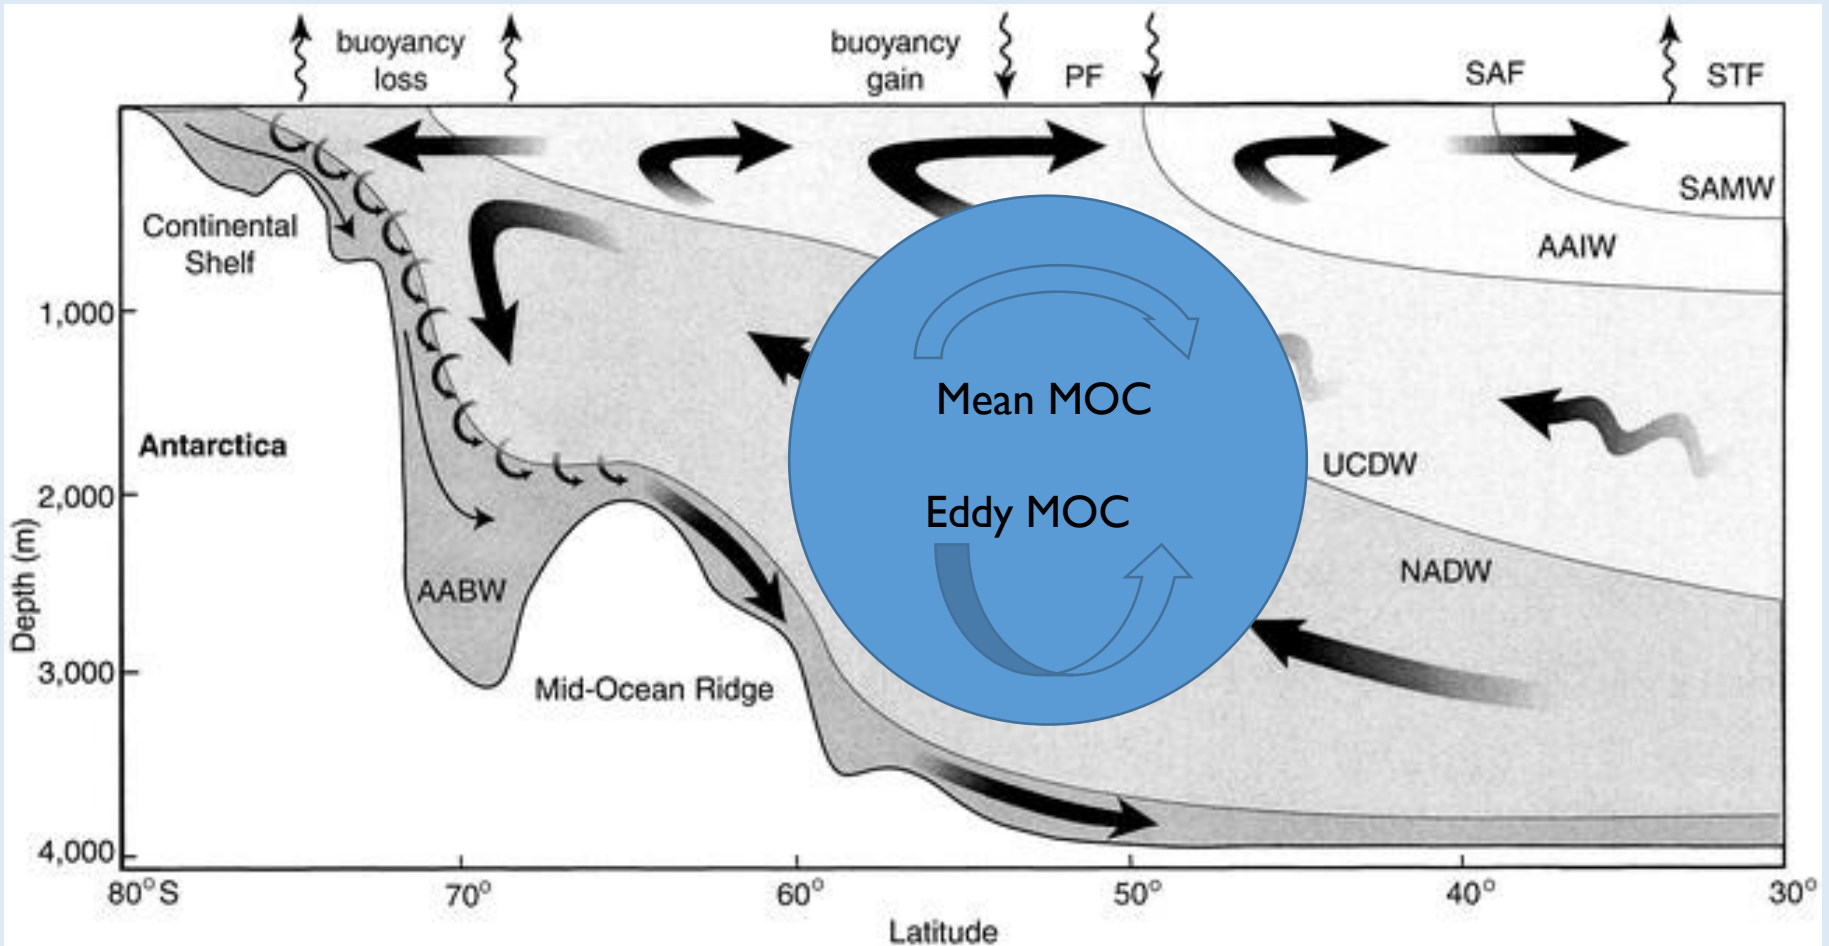 buoyancy
loss
buoyancy
gain
PF
SAF
STF
SAMW
AAIW
Continental
Shelf
1,000
Mean MOC
Antarctica
UCDW
2,000
Eddy MOC
NADW
AABW
Depth (m)
3,000
Mid-Ocean Ridge
4,000
80°S 70° 60° 50° 40° 30°
Latitude